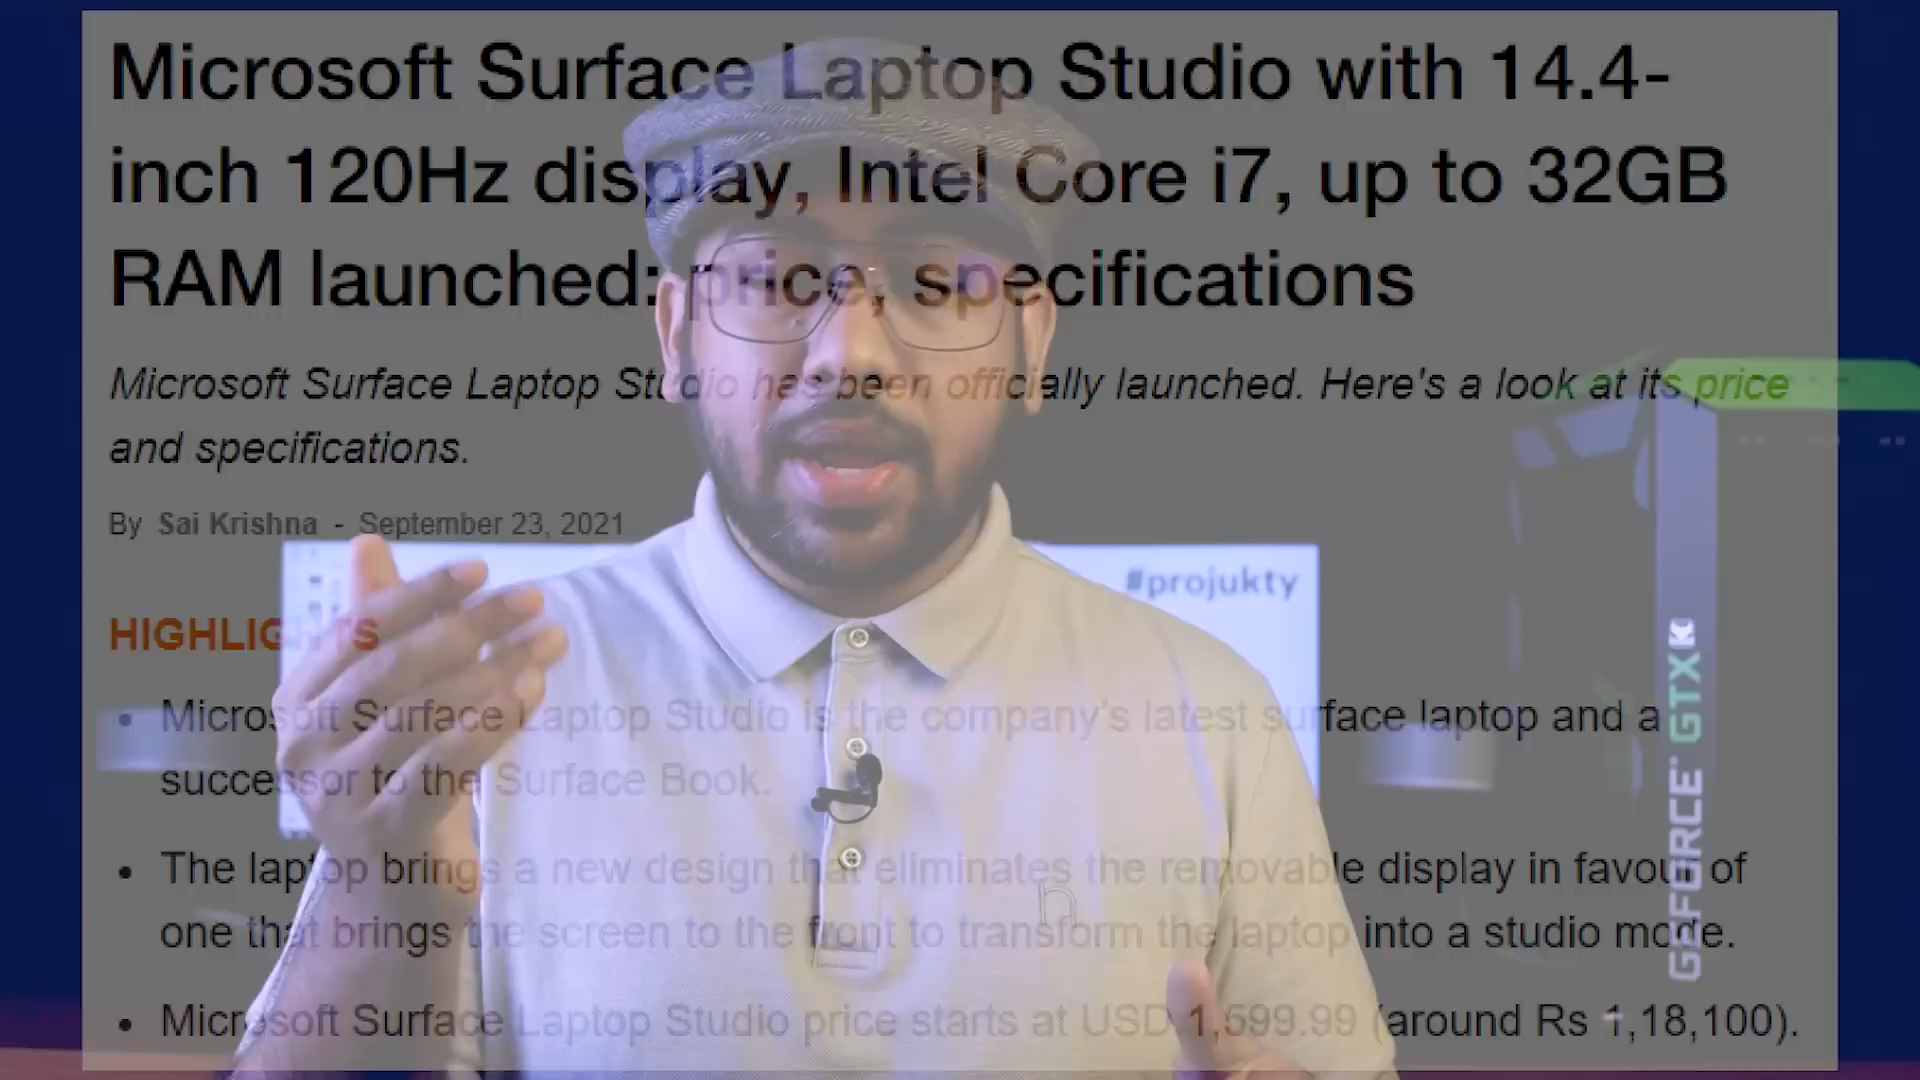 Microsoft Surface Laptop Studio with 14.4-
inch 120Hz display, Intel Core i7, up to 32GB
RAM launched: price, specifications
Microsoft Surface Laptop Studio has been officially launched. Here's a look at its price
and specifications.
By Sai Krishna - September 23, 2021
#projukty
HIGHLIGHTS
• Microsoft Surface Laptop Studio is the company's latest surface laptop and a
successor to the Surface Book.
• The laptop brings a new design that eliminates the removable display in favour of
one that brings the screen to the front to transform the laptop into a studio mode.
• Microsoft Surface Laptop Studio price starts at USD 1,599.99 (around Rs 1,18,100).
GEFORCE GTX
n